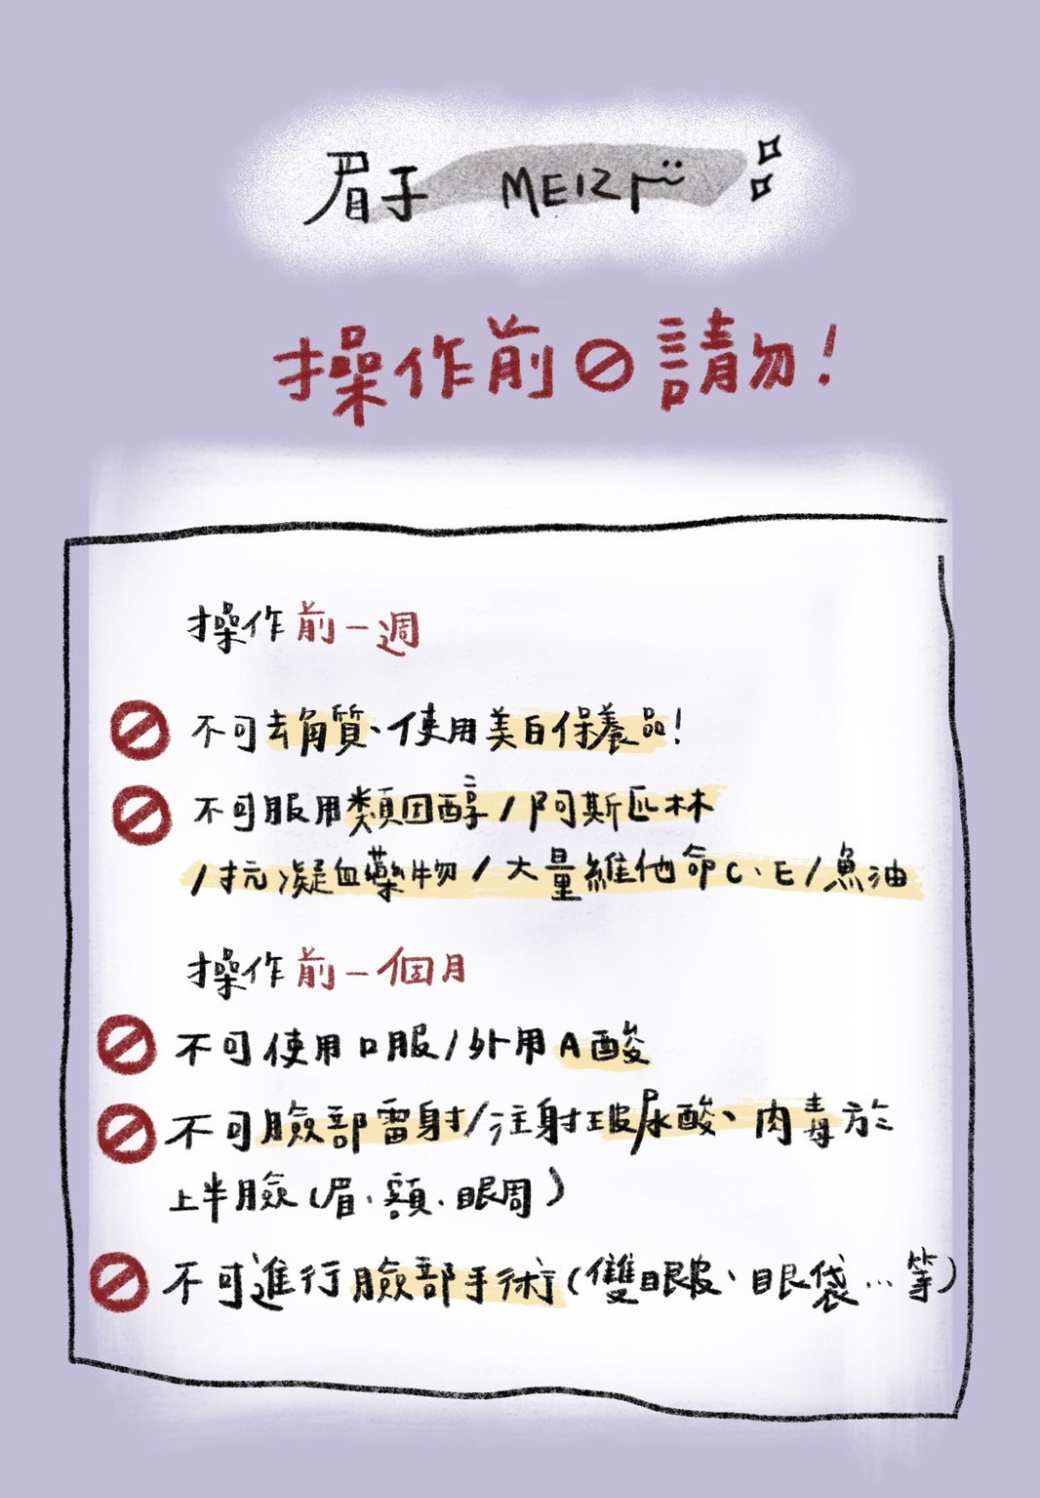 眉子 MEIZI
操作前🚫請勿!
操作前一週
不可去角質、使用美白保養品!
不可服用類固醇/阿斯匹林
/抗凝血藥物/大量維他命C、E/魚油
操作前一個月
不可使用口服/外用A酸
不可臉部雷射/注射玻尿酸、肉毒於
上半臉(眉、額、眼周)
不可進行臉部手術(雙眼皮、眼袋...等)